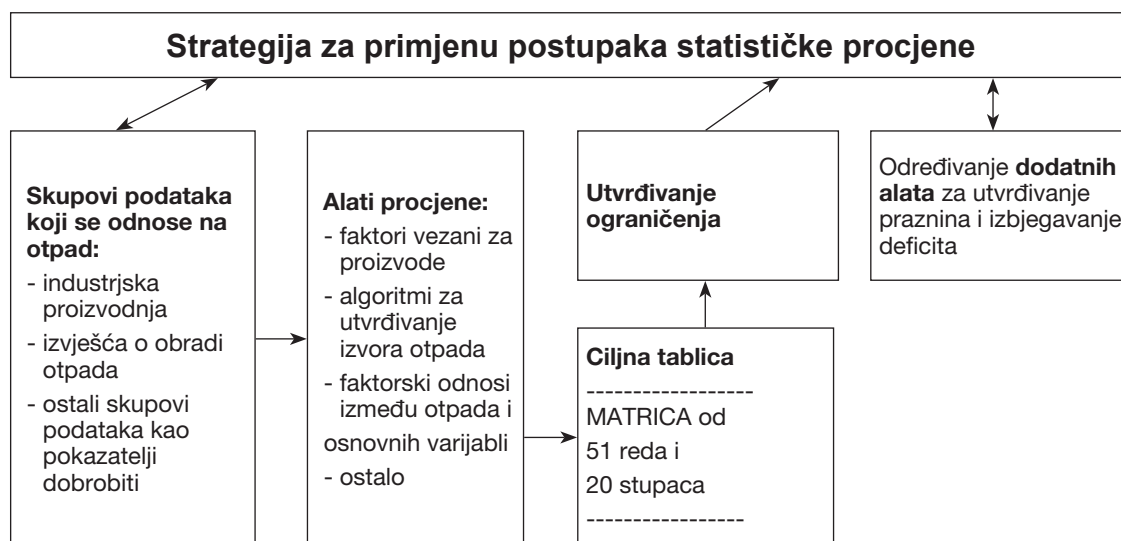 Strategija za primjenu postupaka statističke procjene
Skupovi podataka
koji se odnose na
otpad:
- industrjska
proizvodnja
- izvješća o obradi
otpada
- ostali skupovi
podataka kao
pokazatelji
dobrobiti
Alati procjene:
- faktori vezani za
proizvode
- algoritmi za
utvrđivanje
izvora otpada
- faktorski odnosi
između otpada i
osnovnih varijabli
- ostalo
Utvrđivanje
ograničenja
Ciljna tablica
-------------------
MATRICA od
51 reda i
20 stupaca
------------------
Određivanje dodatnih
alata za utvrđivanje
praznina i izbjegavanje
deficita